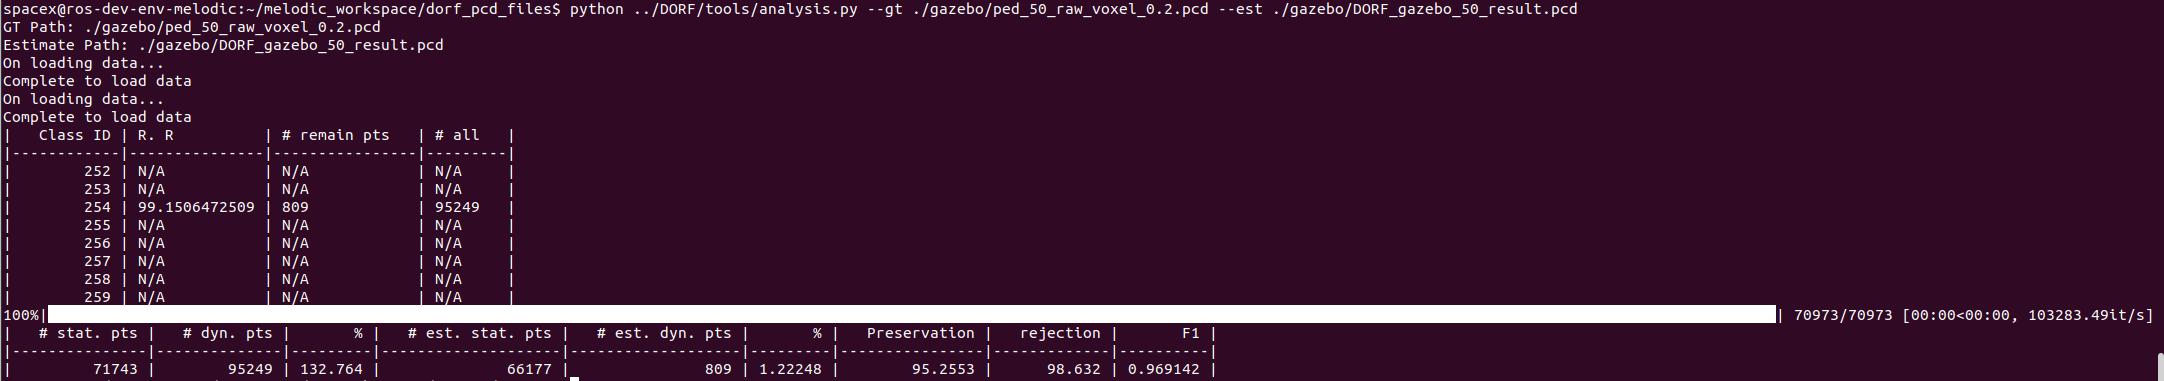 spacex@ros-dev-env-melodic:~/melodic_workspace/dorf_pcd_files$ python ../DORF/tools/analysis.py --gt ./gazebo/ped_50_raw_voxel_0.2.pcd --est ./gazebo/DORF_gazebo_50_result.pcd
GT Path: ./gazebo/ped_50_raw_voxel_0.2.pcd
Estimate Path: ./gazebo/DORF_gazebo_50_result.pcd
On loading data...
Complete to load data
On loading data...
Complete to load data
|   Class ID | R. R          | # remain pts   | # all   |
|------------|---------------|----------------|---------|
|        252 | N/A           | N/A            | N/A     |
|        253 | N/A           | N/A            | N/A     |
|        254 | 99.1506472509 | 809            | 95249   |
|        255 | N/A           | N/A            | N/A     |
|        256 | N/A           | N/A            | N/A     |
|        257 | N/A           | N/A            | N/A     |
|        258 | N/A           | N/A            | N/A     |
|        259 | N/A           | N/A            | N/A     |
100%| | 70973/70973 [00:00<00:00, 103283.49it/s]
|   # stat. pts |   # dyn. pts |       % |   # est. stat. pts |   # est. dyn. pts |       % |   Preservation |   rejection |       F1 |
|---------------|--------------|---------|--------------------|-------------------|---------|----------------|-------------|----------|
|         71743 |        95249 | 132.764 |              66177 |               809 | 1.22248 |        95.2553 |      98.632 | 0.969142 |